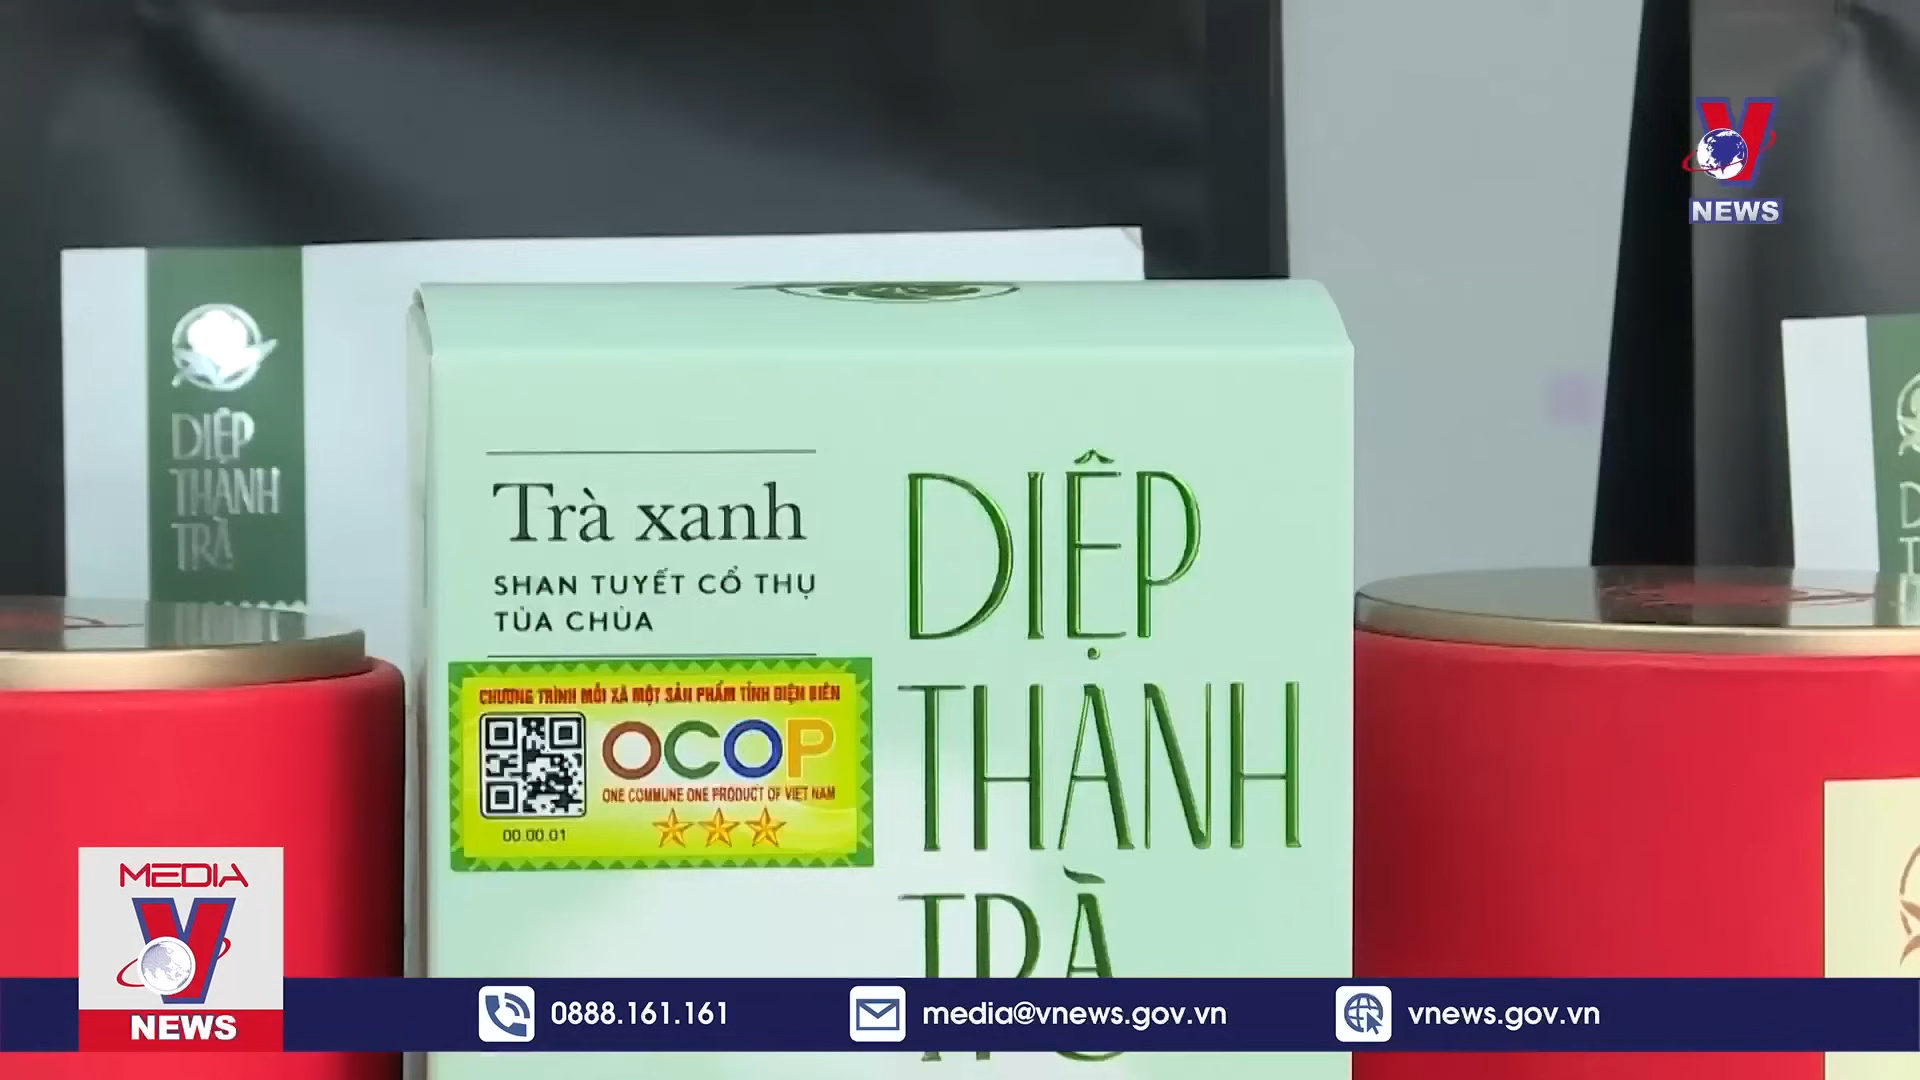 NEWS
DIỆP
THÀNH
TRÀ
Trà xanh
SHAN TUYẾT CỔ THỤ
TỦA CHÙA
DIỆP
THANH
TRÀ
CHƯƠNG TRÌNH MỖI XÃ MỘT SẢN PHẨM TỈNH ĐIỆN BIÊN
OCOP
ONE COMMUNE ONE PRODUCT OF VIET NAM
00.00.01
MEDIA
NEWS
0888.161.161
media@vnews.gov.vn
vnews.gov.vn